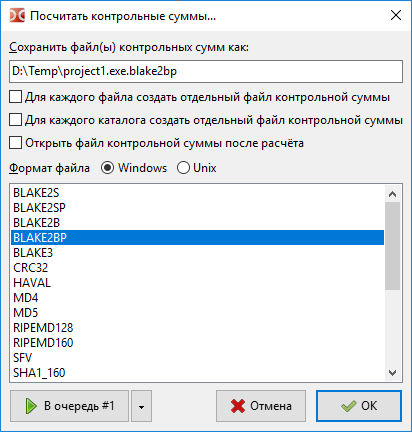 Посчитать контрольные суммы...
Сохранить файл(ы) контрольных сумм как:
D:\Temp\project1.exe.blake2bp
Для каждого файла создать отдельный файл контрольной суммы
Для каждого каталога создать отдельный файл контрольной суммы
Открыть файл контрольной суммы после расчёта
Формат файла Windows Unix
BLAKE2S
BLAKE2SP
BLAKE2B
BLAKE2BP
BLAKE3
CRC32
HAVAL
MD4
MD5
RIPEMD128
RIPEMD160
SFV
SHA1_160
В очередь #1 Отмена OK